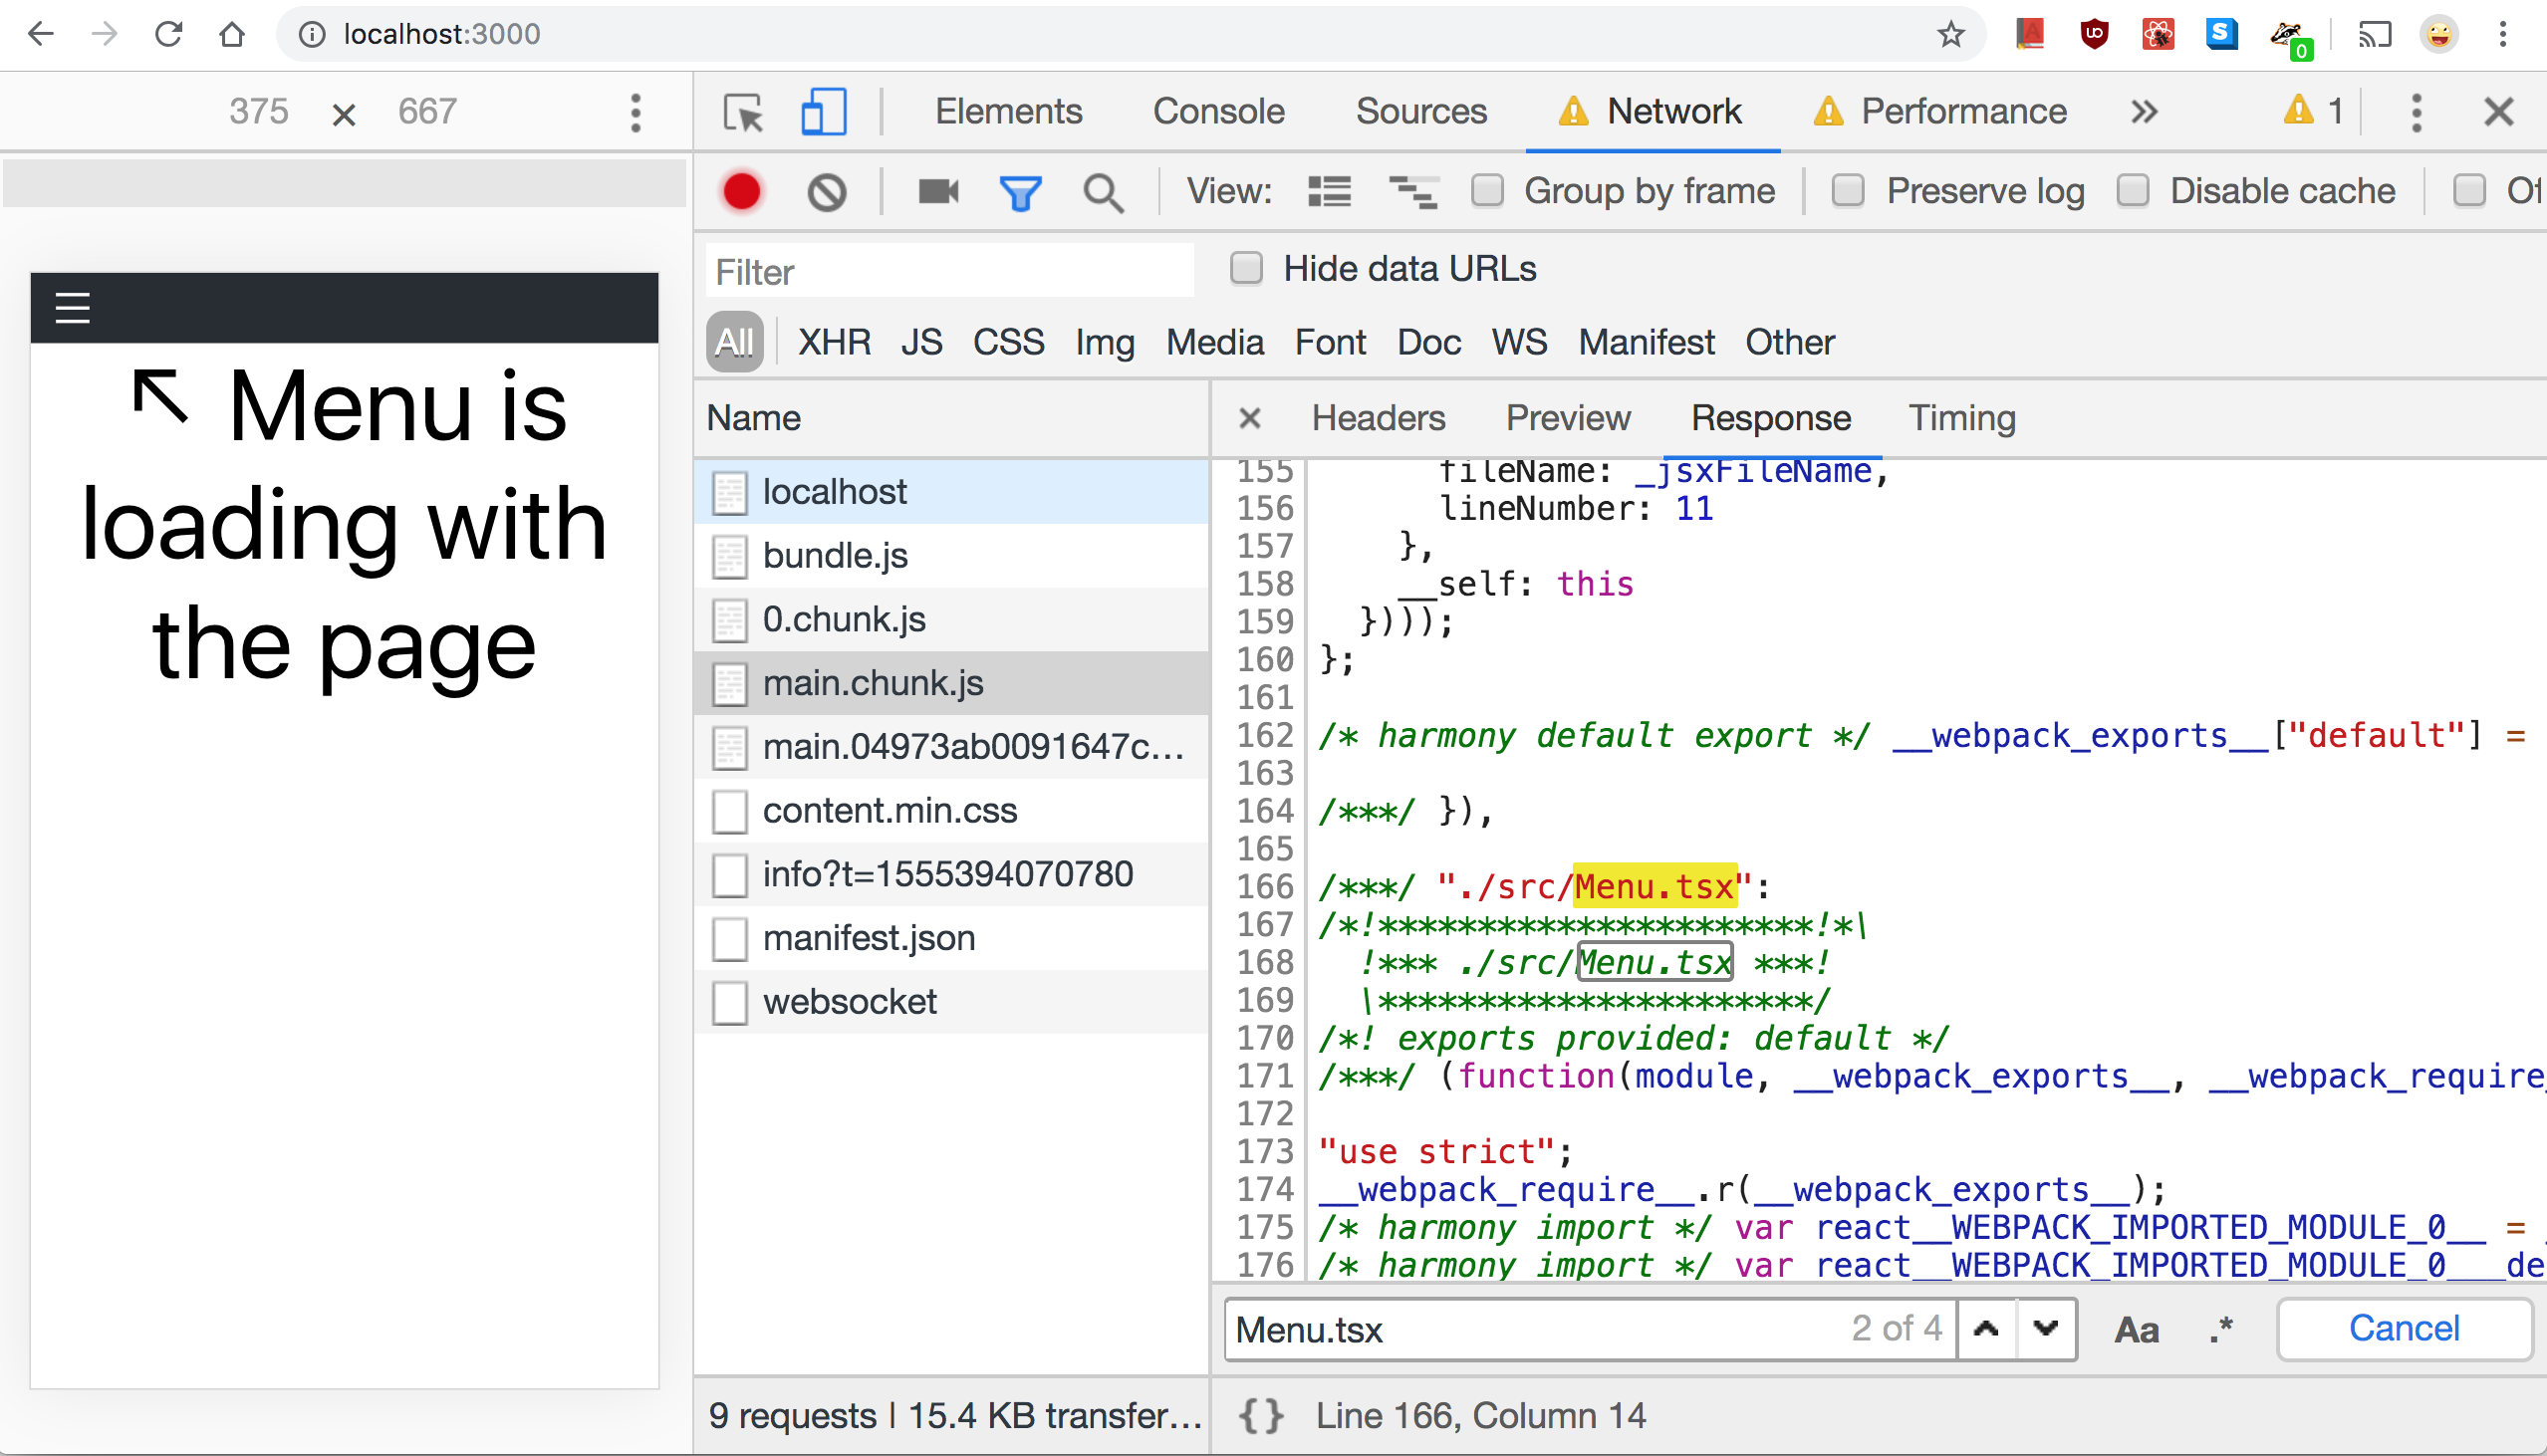 localhost:3000
0
375 × 667
Elements Console Sources Network Performance » 1
View: Group by frame Preserve log Disable cache
Filter Hide data URLs
All XHR JS CSS Img Media Font Doc WS Manifest Other
↖ Menu is
loading with
the page
Name
localhost
bundle.js
0.chunk.js
main.chunk.js
main.04973ab0091647c...
content.min.css
info?t=1555394070780
manifest.json
websocket
9 requests | 15.4 KB transfer...
× Headers Preview Response Timing
155 fileName: _jsxFileName,
156 lineNumber: 11
157 },
158 __self: this
159 })));
160 };
161
162 /* harmony default export */ __webpack_exports__["default"] =
163
164 /***/ }),
165
166 /***/ "./src/Menu.tsx":
167 /*!**********************!*\
168 !*** ./src/Menu.tsx ***!
169 \**********************/
170 /*! exports provided: default */
171 /***/ (function(module, __webpack_exports__, __webpack_require_
172
173 "use strict";
174 __webpack_require__.r(__webpack_exports__);
175 /* harmony import */ var react__WEBPACK_IMPORTED_MODULE_0__ =
176 /* harmony import */ var react__WEBPACK_IMPORTED_MODULE_0___de
Menu.tsx 2 of 4 Aa .* Cancel
{} Line 166, Column 14